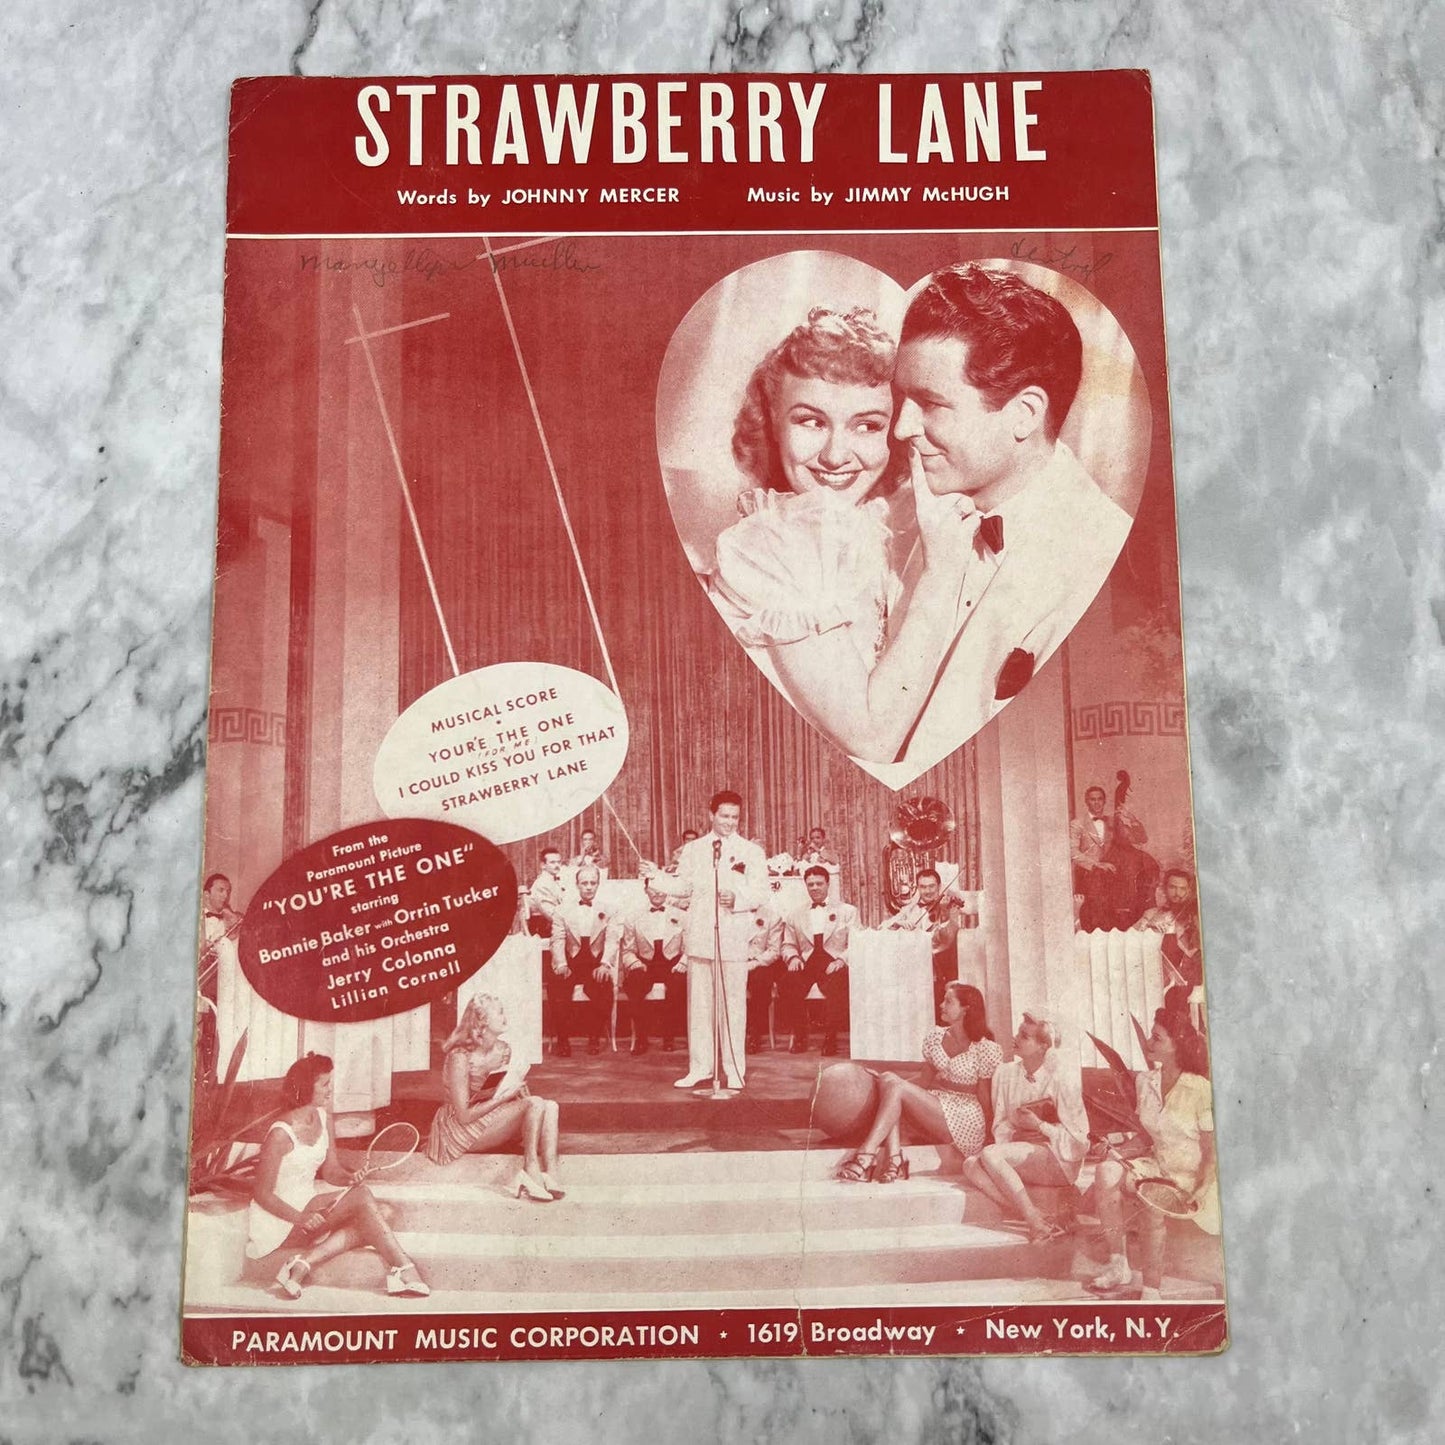 STRAWBERRY LANE
Words by JOHNNY MERCER Music by JIMMY McHUGH
MUSICAL SCORE
*
YOUR'E THE ONE
(FOR ME)
I COULD KISS YOU FOR THAT
STRAWBERRY LANE
From the
Paramount Picture
"YOU'RE THE ONE"
starring
Bonnie Baker with Orrin Tucker
and his Orchestra
Jerry Colonna
Lillian Cornell
PARAMOUNT MUSIC CORPORATION * 1619 Broadway * New York, N.Y.